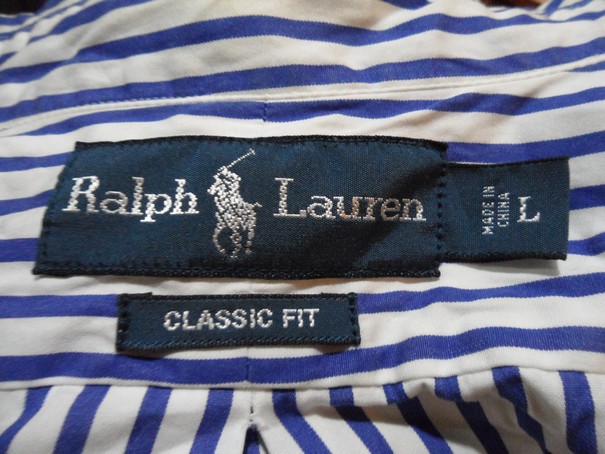 Ralph Lauren
MADE IN
CHINA
L
CLASSIC FIT